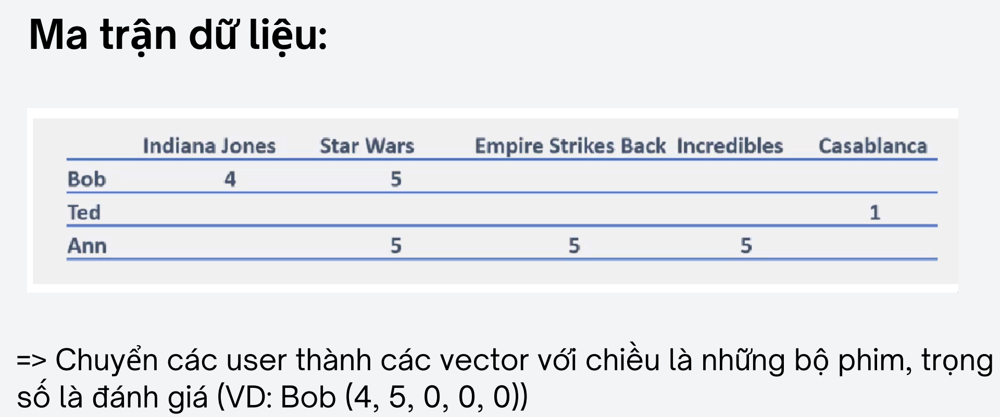 Ma trận dữ liệu:
Indiana Jones Star Wars Empire Strikes Back Incredibles Casablanca
Bob 4 5
Ted 1
Ann 5 5 5
=> Chuyển các user thành các vector với chiều là những bộ phim, trọng
số là đánh giá (VD: Bob (4, 5, 0, 0, 0))